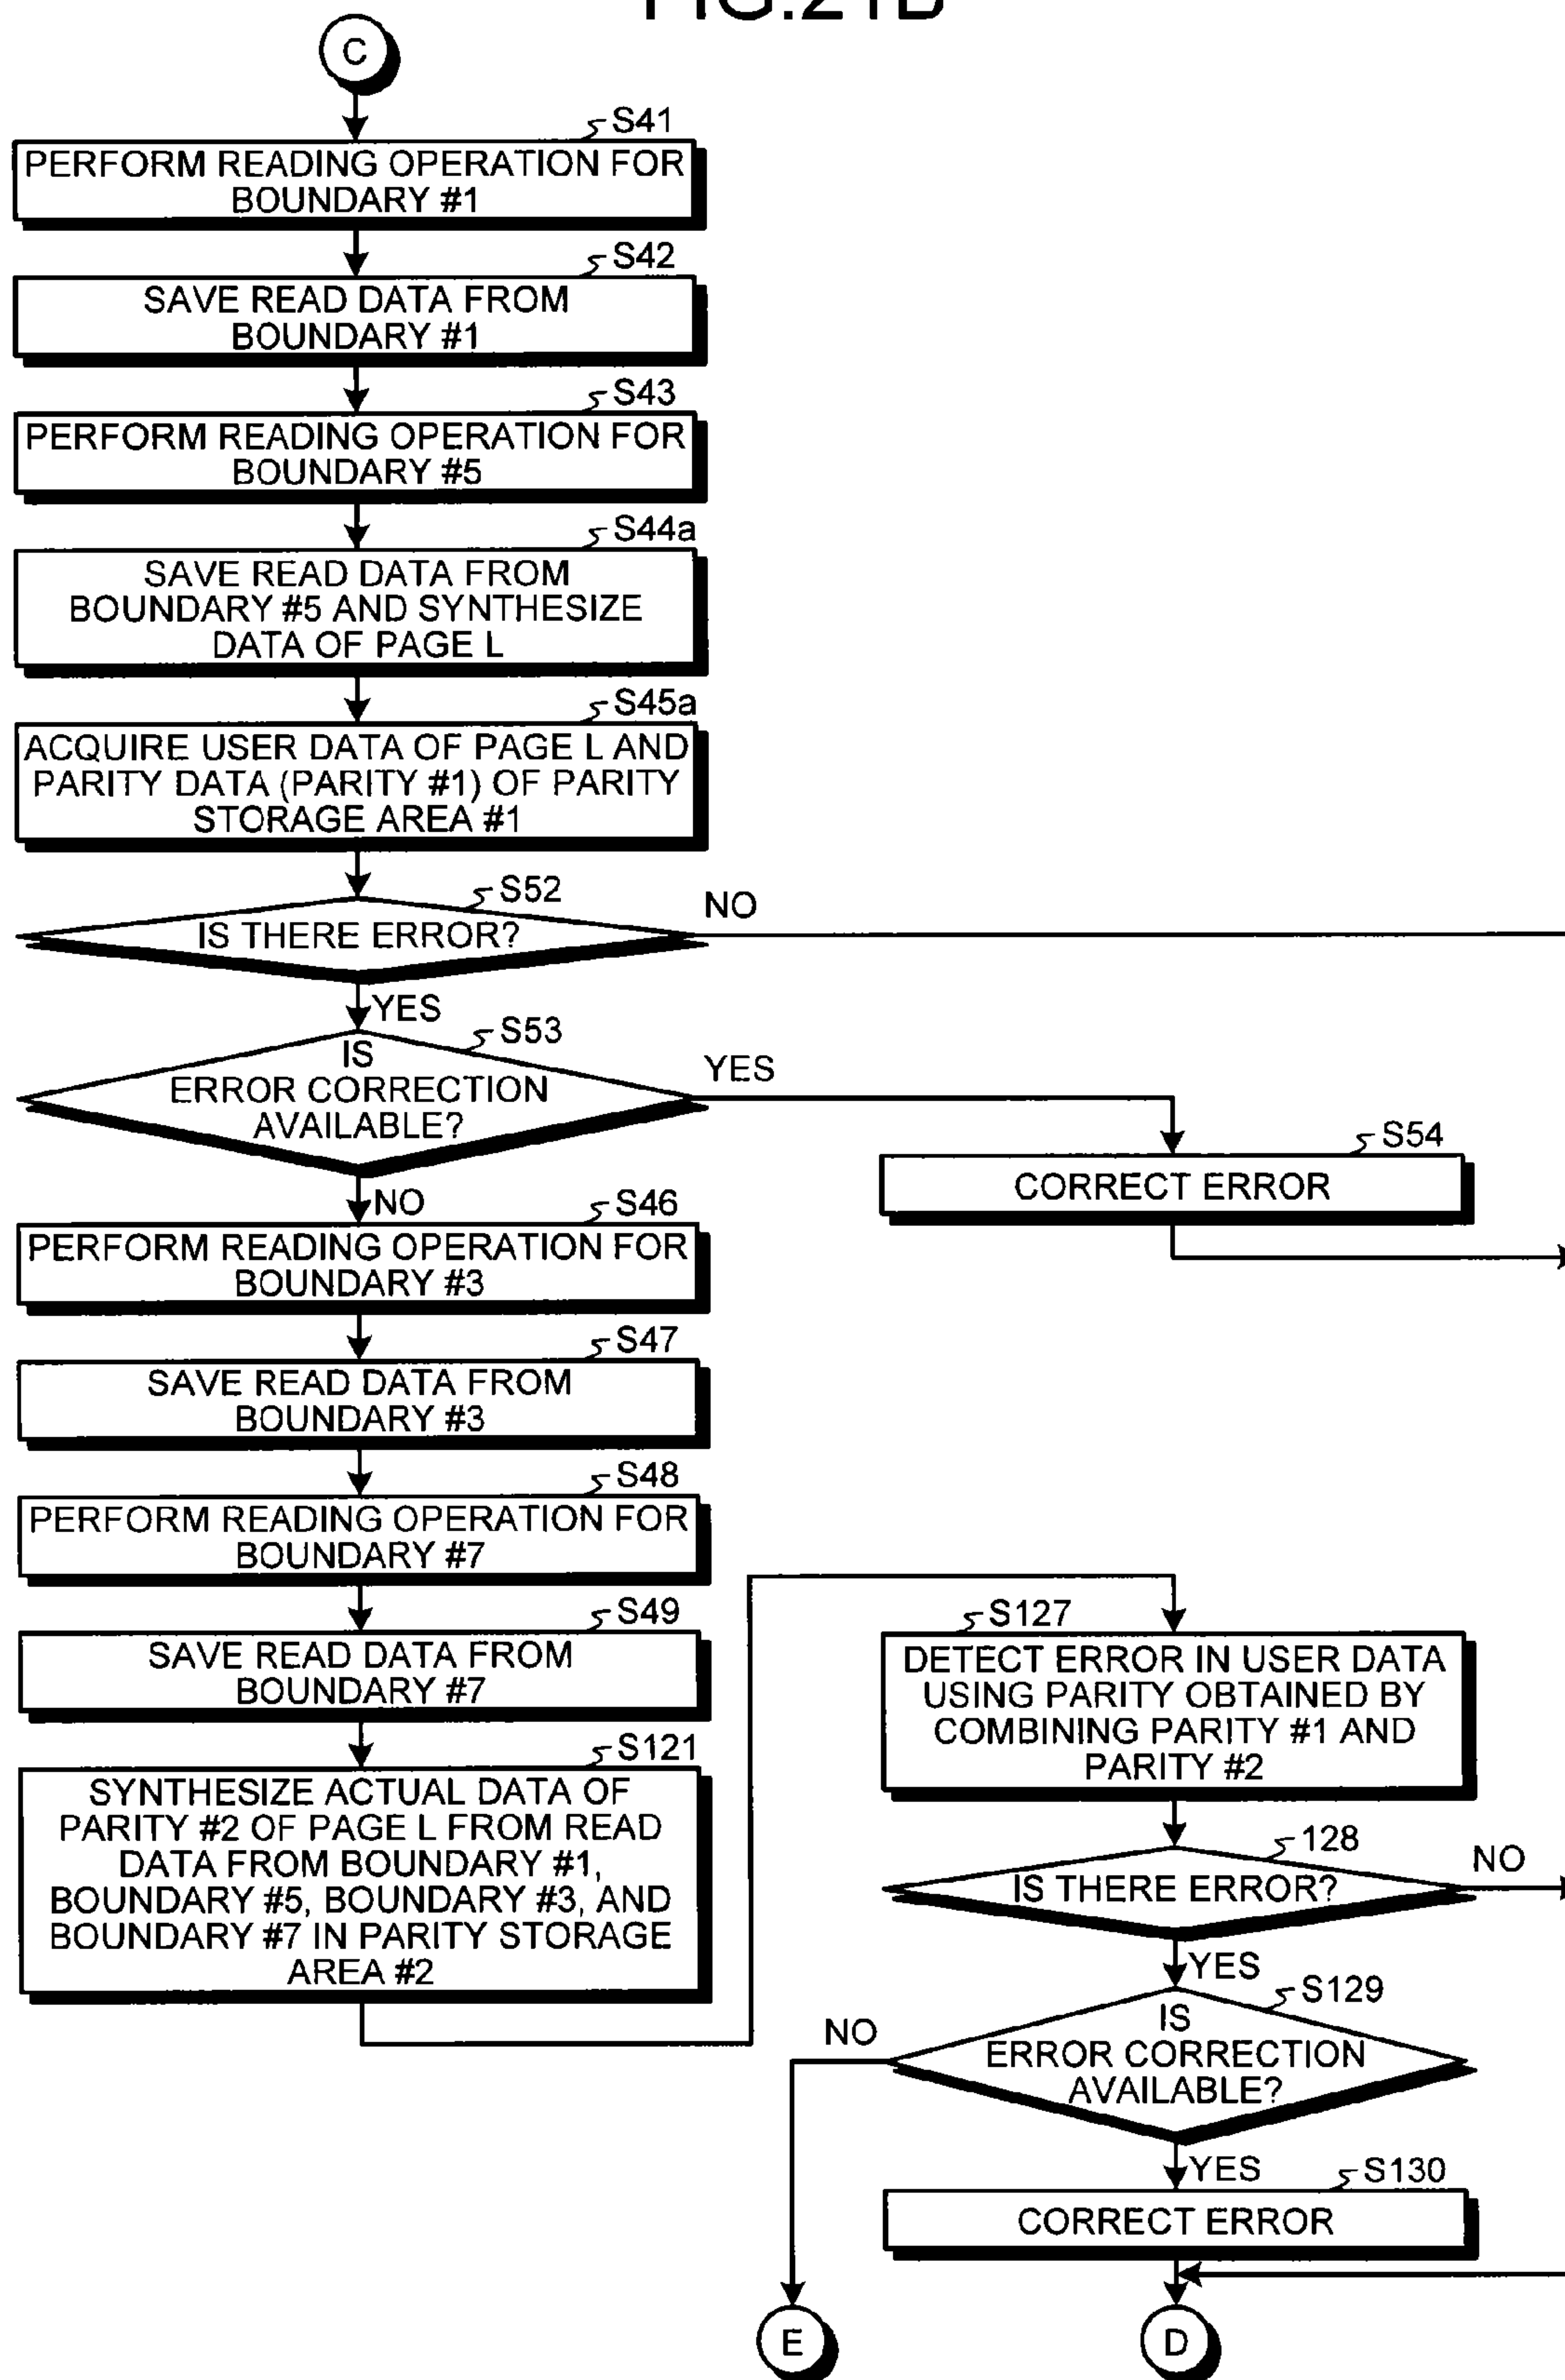 FIG.21B
C
S41
PERFORM READING OPERATION FOR
BOUNDARY #1
S42
SAVE READ DATA FROM
BOUNDARY #1
S43
PERFORM READING OPERATION FOR
BOUNDARY #5
S44a
SAVE READ DATA FROM
BOUNDARY #5 AND SYNTHESIZE
DATA OF PAGE L
S45a
ACQUIRE USER DATA OF PAGE L AND
PARITY DATA (PARITY #1) OF PARITY
STORAGE AREA #1
S52
IS THERE ERROR?
NO
YES
S53
IS
ERROR CORRECTION
AVAILABLE?
YES
S54
CORRECT ERROR
NO
S46
PERFORM READING OPERATION FOR
BOUNDARY #3
S47
SAVE READ DATA FROM
BOUNDARY #3
S48
PERFORM READING OPERATION FOR
BOUNDARY #7
S49
SAVE READ DATA FROM
BOUNDARY #7
S121
SYNTHESIZE ACTUAL DATA OF
PARITY #2 OF PAGE L FROM READ
DATA FROM BOUNDARY #1,
BOUNDARY #5, BOUNDARY #3, AND
BOUNDARY #7 IN PARITY STORAGE
AREA #2
S127
DETECT ERROR IN USER DATA
USING PARITY OBTAINED BY
COMBINING PARITY #1 AND
PARITY #2
128
IS THERE ERROR?
NO
YES
S129
IS
ERROR CORRECTION
AVAILABLE?
NO
YES
S130
CORRECT ERROR
E
D